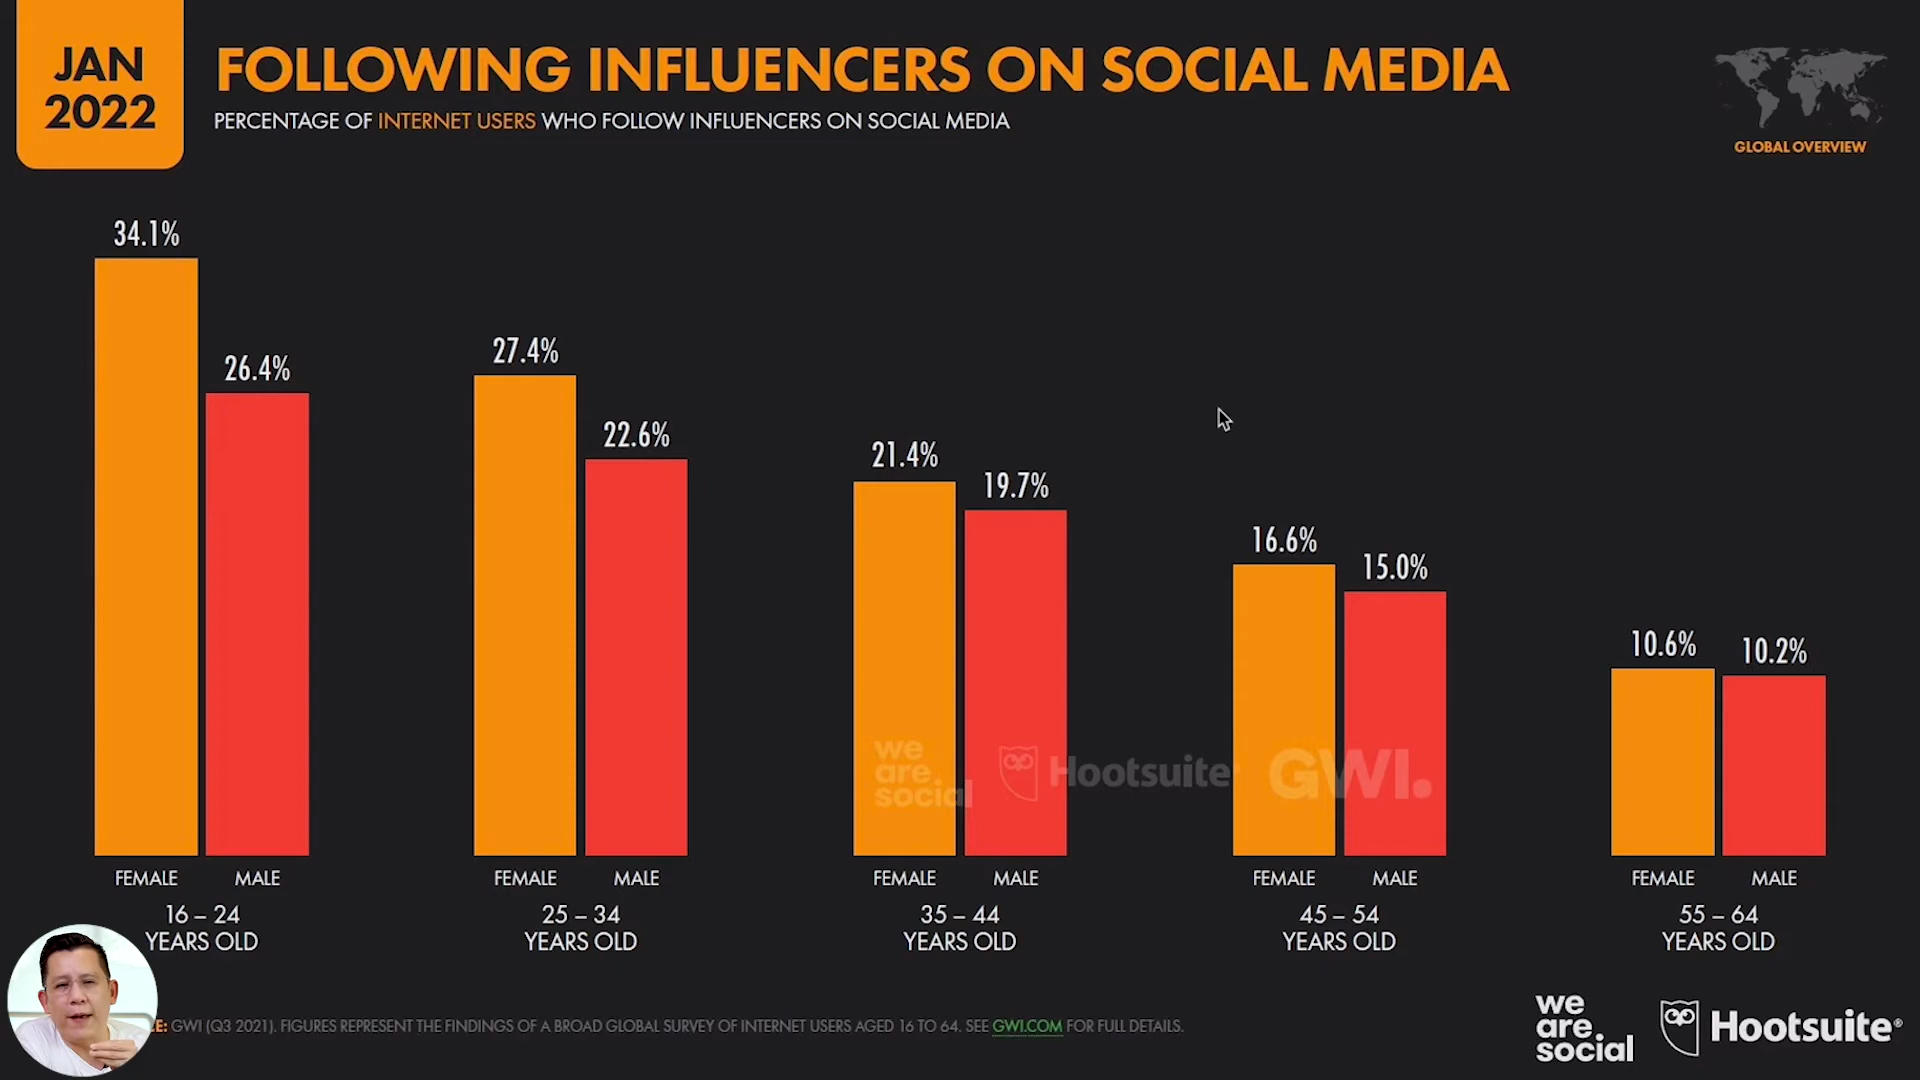 JAN
2022
FOLLOWING INFLUENCERS ON SOCIAL MEDIA
PERCENTAGE OF INTERNET USERS WHO FOLLOW INFLUENCERS ON SOCIAL MEDIA
GLOBAL OVERVIEW
34.1%
26.4%
27.4%
22.6%
21.4%
19.7%
16.6%
15.0%
10.6%
10.2%
we
are.
social
Hootsuite
GWI.
FEMALE MALE FEMALE MALE FEMALE MALE FEMALE MALE FEMALE MALE
16 – 24
YEARS OLD
25 – 34
YEARS OLD
35 – 44
YEARS OLD
45 – 54
YEARS OLD
55 – 64
YEARS OLD
E: GWI (Q3 2021). FIGURES REPRESENT THE FINDINGS OF A BROAD GLOBAL SURVEY OF INTERNET USERS AGED 16 TO 64. SEE GWI.COM FOR FULL DETAILS.
we
are.
social
Hootsuite®